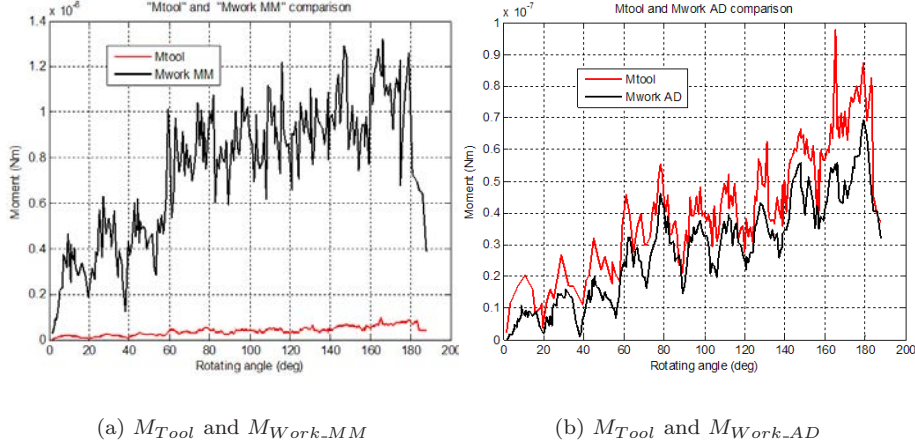 "Mtool" and "Mwork MM" comparison
x 10^-6
1.4
1.2
1
0.8
0.6
0.4
0.2
0
Moment (Nm)
Mtool
Mwork MM
0 20 40 60 80 100 120 140 160 180 200
Rotating angle (deg)
(a) M_Tool and M_Work_MM
Mtool and Mwork AD comparison
x 10^-7
1
0.9
0.8
0.7
0.6
0.5
0.4
0.3
0.2
0.1
0
Moment (Nm)
Mtool
Mwork AD
0 20 40 60 80 100 120 140 160 180 200
Rotating angle (deg)
(b) M_Tool and M_Work_AD